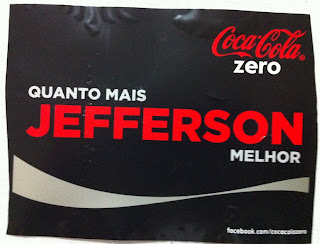 Coca-Cola
zero
QUANTO MAIS
JEFFERSON
MELHOR
facebook.com/cocacolazero